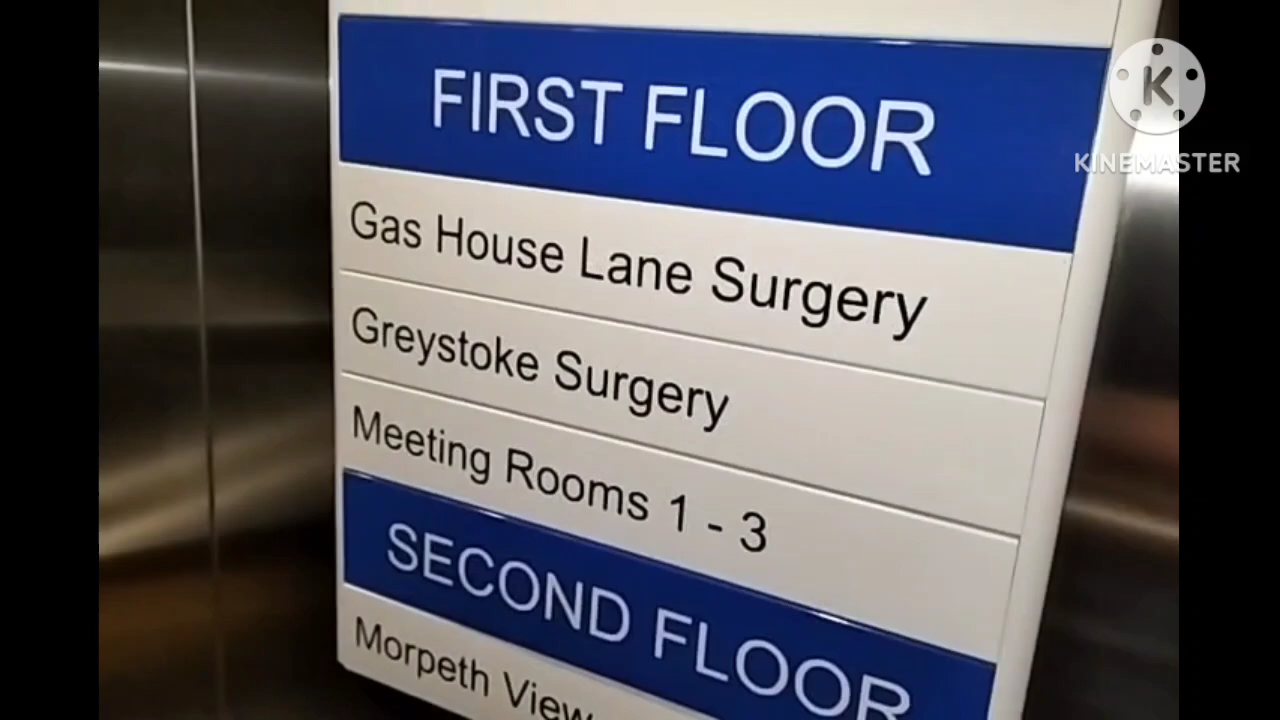 FIRST FLOOR
Gas House Lane Surgery
Greystoke Surgery
Meeting Rooms 1 - 3
SECOND FLOOR
Morpeth View
K
KINEMASTER